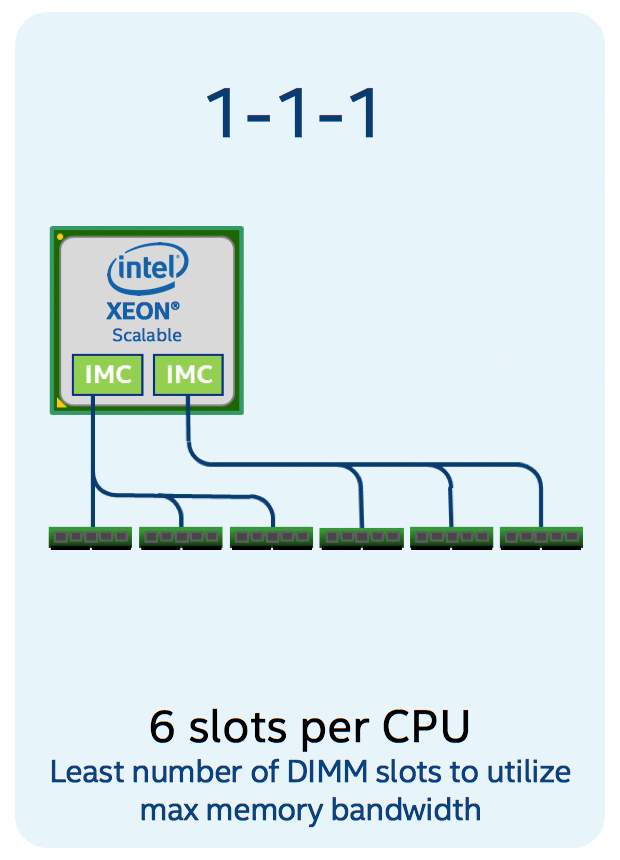 1-1-1
intel
XEON®
Scalable
IMC IMC
6 slots per CPU
Least number of DIMM slots to utilize
max memory bandwidth